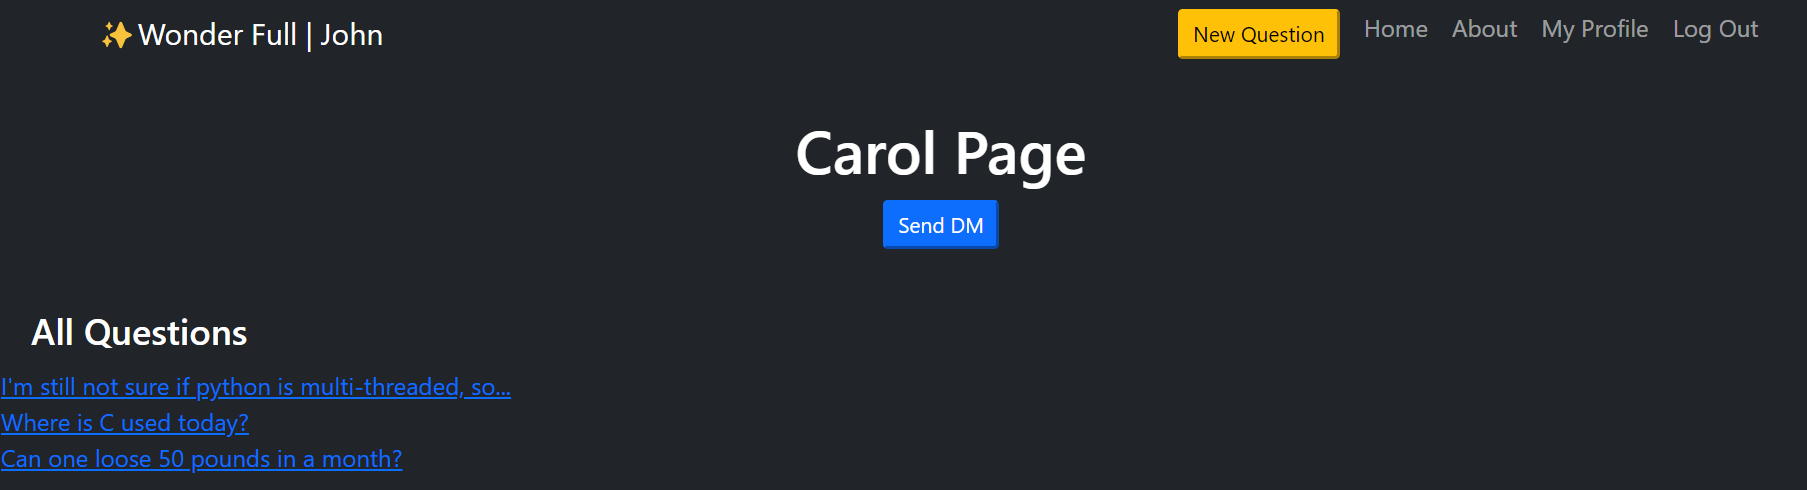 Wonder Full | John
New Question Home About My Profile Log Out
Carol Page
Send DM
All Questions
I'm still not sure if python is multi-threaded, so...
Where is C used today?
Can one loose 50 pounds in a month?